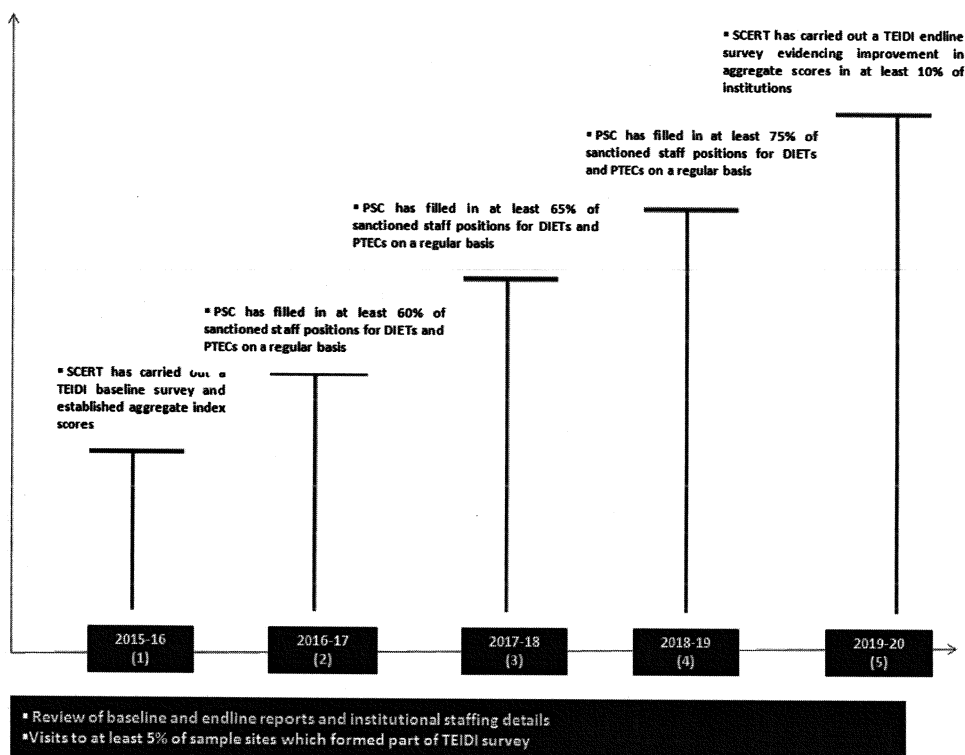 ▪ SCERT has carried out a TEIDI endline
survey evidencing improvement in
aggregate scores in at least 10% of
institutions
▪ PSC has filled in at least 75% of
sanctioned staff positions for DIETs
and PTECs on a regular basis
▪ PSC has filled in at least 65% of
sanctioned staff positions for DIETs and
PTECs on a regular basis
▪ PSC has filled in at least 60% of
sanctioned staff positions for DIETs and
PTECs on a regular basis
▪ SCERT has carried out a
TEIDI baseline survey and
established aggregate index
scores
2015-16
(1)
2016-17
(2)
2017-18
(3)
2018-19
(4)
2019-20
(5)
▪ Review of baseline and endline reports and institutional staffing details
▪Visits to at least 5% of sample sites which formed part of TEIDI survey